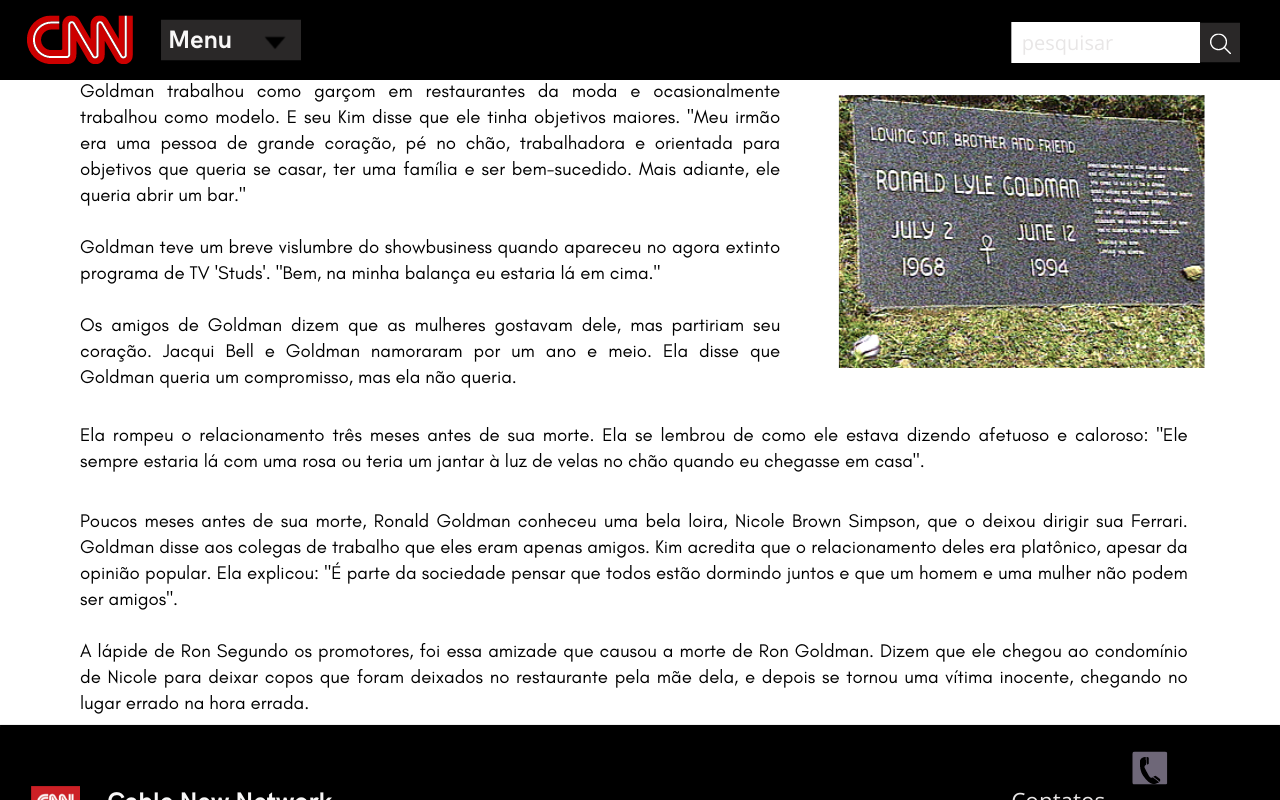 CNN
Menu
pesquisar
Goldman trabalhou como garçom em restaurantes da moda e ocasionalmente
trabalhou como modelo. E seu Kim disse que ele tinha objetivos maiores. "Meu irmão
era uma pessoa de grande coração, pé no chão, trabalhadora e orientada para
objetivos que queria se casar, ter uma família e ser bem-sucedido. Mais adiante, ele
queria abrir um bar."
Goldman teve um breve vislumbre do showbusiness quando apareceu no agora extinto
programa de TV 'Studs'. "Bem, na minha balança eu estaria lá em cima."
Os amigos de Goldman dizem que as mulheres gostavam dele, mas partiriam seu
coração. Jacqui Bell e Goldman namoraram por um ano e meio. Ela disse que
Goldman queria um compromisso, mas ela não queria.
LOVING SON, BROTHER AND FRIEND
RONALD LYLE GOLDMAN
JULY 2
1968
JUNE 12
1994
Ela rompeu o relacionamento três meses antes de sua morte. Ela se lembrou de como ele estava dizendo afetuoso e caloroso: "Ele
sempre estaria lá com uma rosa ou teria um jantar à luz de velas no chão quando eu chegasse em casa".
Poucos meses antes de sua morte, Ronald Goldman conheceu uma bela loira, Nicole Brown Simpson, que o deixou dirigir sua Ferrari.
Goldman disse aos colegas de trabalho que eles eram apenas amigos. Kim acredita que o relacionamento deles era platônico, apesar da
opinião popular. Ela explicou: "É parte da sociedade pensar que todos estão dormindo juntos e que um homem e uma mulher não podem
ser amigos".
A lápide de Ron Segundo os promotores, foi essa amizade que causou a morte de Ron Goldman. Dizem que ele chegou ao condomínio
de Nicole para deixar copos que foram deixados no restaurante pela mãe dela, e depois se tornou uma vítima inocente, chegando no
lugar errado na hora errada.
CNN
Cable New Network
Contatos